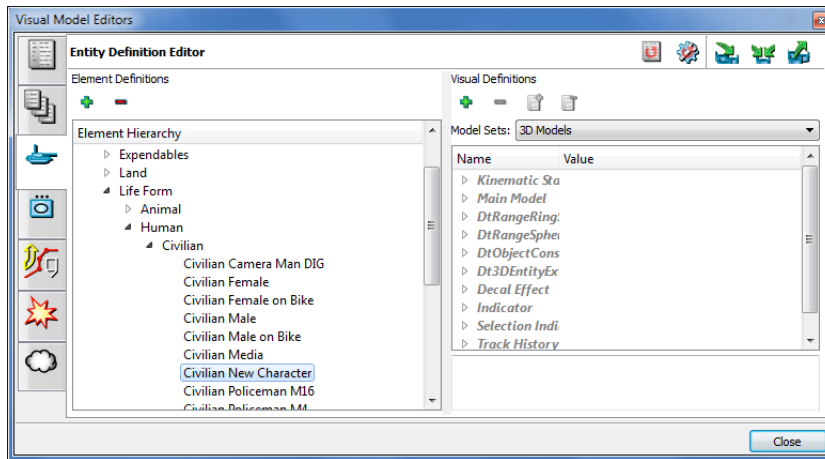 Visual Model Editors
Entity Definition Editor
Element Definitions
Visual Definitions
Model Sets: 3D Models
Element Hierarchy
Name Value
Expendables
Land
Life Form
Animal
Human
Civilian
Civilian Camera Man DIG
Civilian Female
Civilian Female on Bike
Civilian Male
Civilian Male on Bike
Civilian Media
Civilian New Character
Civilian Policeman M16
Civilian Policeman M4
Kinematic Sta
Main Model
DtRangeRing
DtRangeSpher
DtObjectCons
Dt3DEntityEx
Decal Effect
Indicator
Selection Indi
Track History
Close